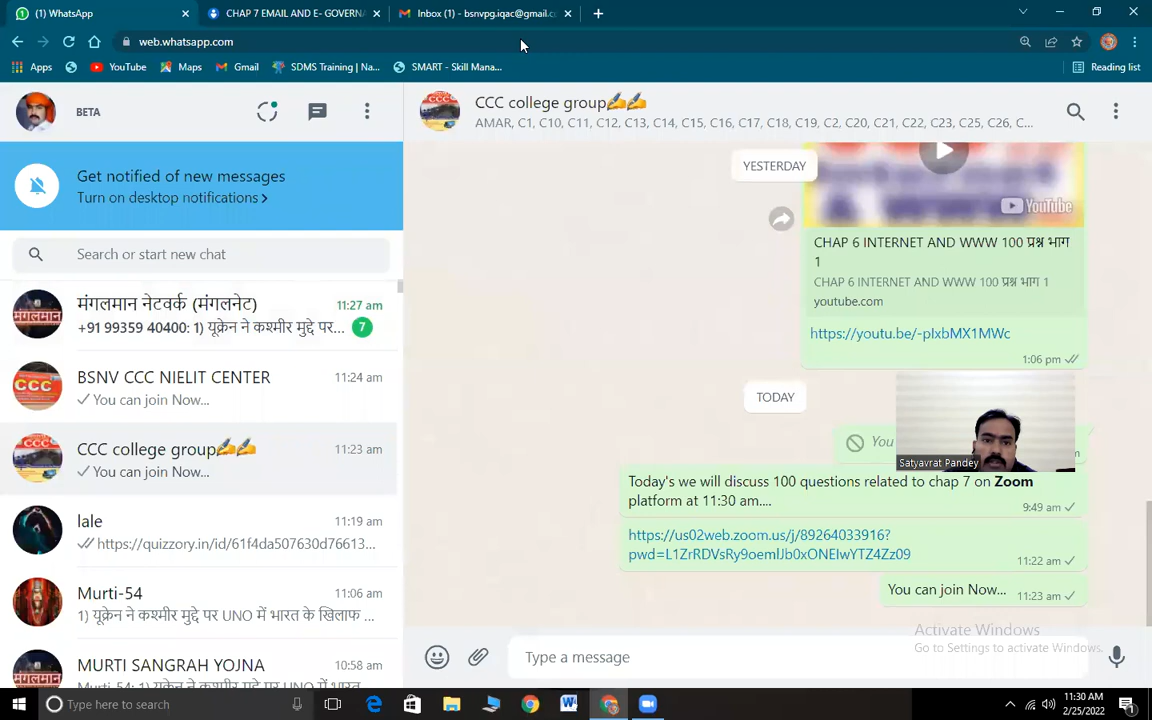 (1) WhatsApp
CHAP 7 EMAIL AND E- GOVERNA
Inbox (1) - bsnvpg.iqac@gmail.co
web.whatsapp.com
Apps
YouTube
Maps
Gmail
SDMS Training | Na...
SMART - Skill Mana...
Reading list
BETA
Get notified of new messages
Turn on desktop notifications
Search or start new chat
मंगलमान नेटवर्क (मंगलनेट)
11:27 am
+91 99359 40400: 1) यूक्रेन ने कश्मीर मुद्दे पर...
7
BSNV CCC NIELIT CENTER
11:24 am
You can join Now...
CCC college group✍✍
11:23 am
You can join Now...
lale
11:19 am
https://quizzory.in/id/61f4da507630d76613...
Murti-54
11:06 am
1) यूक्रेन ने कश्मीर मुद्दे पर UNO में भारत के खिलाफ ...
MURTI SANGRAH YOJNA
10:58 am
CCC college group✍✍
AMAR, C1, C10, C11, C12, C13, C14, C15, C16, C17, C18, C19, C2, C20, C21, C22, C23, C25, C26, C...
YESTERDAY
YouTube
CHAP 6 INTERNET AND WWW 100 प्रश्न भाग
1
CHAP 6 INTERNET AND WWW 100 प्रश्न भाग 1
youtube.com
https://youtu.be/-pIxbMX1MWc
1:06 pm
TODAY
You
Satyavrat Pandey
Today's we will discuss 100 questions related to chap 7 on Zoom
platform at 11:30 am....
9:49 am
https://us02web.zoom.us/j/89264033916?
pwd=L1ZrRDVsRy9oemlJb0xONEIwYTZ4Zz09
11:22 am
You can join Now...
11:23 am
Activate Windows
Go to Settings to activate Windows.
Type a message
Type here to search
11:30 AM
2/25/2022
1